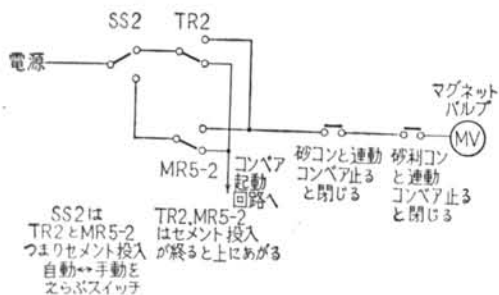 SS2
TR2
電源
マグネット
バルブ
MV
MR5-2
コンベア
起動
回路へ
砂コンと連動
コンベア止る
と閉じる
砂利コン
と連動
コンベア止る
と閉じる
SS2は
TR2とMR5-2
つまりセメント投入
自動↔手動を
えらぶスイッチ
TR2,MR5-2
はセメント投入
が終ると上にあがる